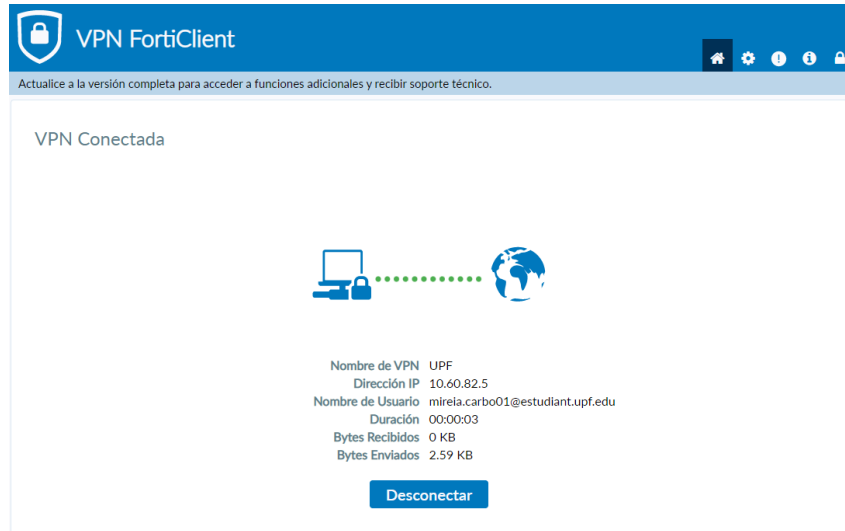 VPN FortiClient
Actualice a la versión completa para acceder a funciones adicionales y recibir soporte técnico.
VPN Conectada
Nombre de VPN UPF
Dirección IP 10.60.82.5
Nombre de Usuario mireia.carbo01@estudiant.upf.edu
Duración 00:00:03
Bytes Recibidos 0 KB
Bytes Enviados 2.59 KB
Desconectar